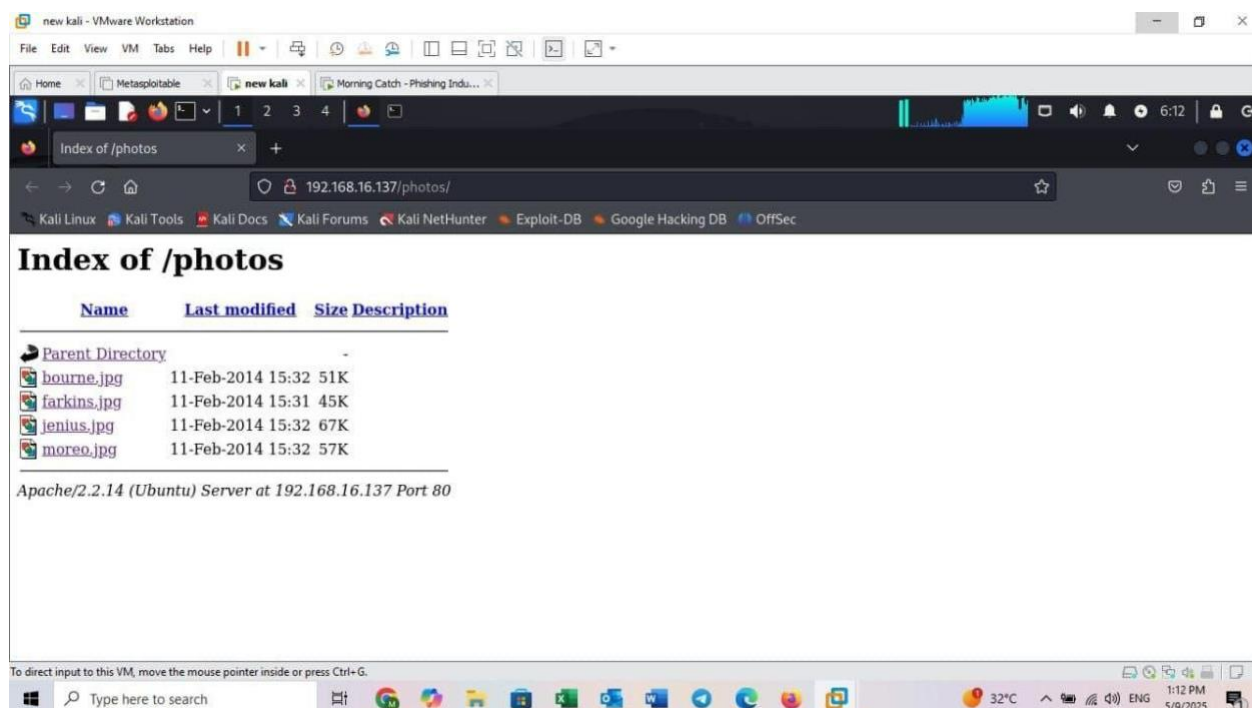 new kali - VMware Workstation
File Edit View VM Tabs Help
Home Metasploitable new kali Morning Catch - Phishing Indu...
1 2 3 4 6:12
Index of /photos
192.168.16.137/photos/
Kali Linux Kali Tools Kali Docs Kali Forums Kali NetHunter Exploit-DB Google Hacking DB OffSec
Index of /photos
Name Last modified Size Description
Parent Directory -
bourne.jpg 11-Feb-2014 15:32 51K
farkins.jpg 11-Feb-2014 15:31 45K
jenius.jpg 11-Feb-2014 15:32 67K
moreo.jpg 11-Feb-2014 15:32 57K
Apache/2.2.14 (Ubuntu) Server at 192.168.16.137 Port 80
To direct input to this VM, move the mouse pointer inside or press Ctrl+G.
Type here to search 32°C ENG 1:12 PM
5/9/2025